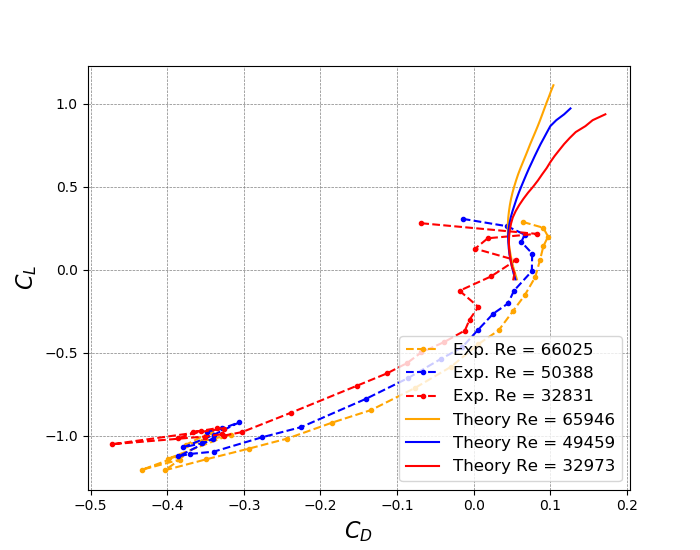 1.0
0.5
0.0
−0.5
−1.0
C_L
Exp. Re = 66025
Exp. Re = 50388
Exp. Re = 32831
Theory Re = 65946
Theory Re = 49459
Theory Re = 32973
−0.5 −0.4 −0.3 −0.2 −0.1 0.0 0.1 0.2
C_D